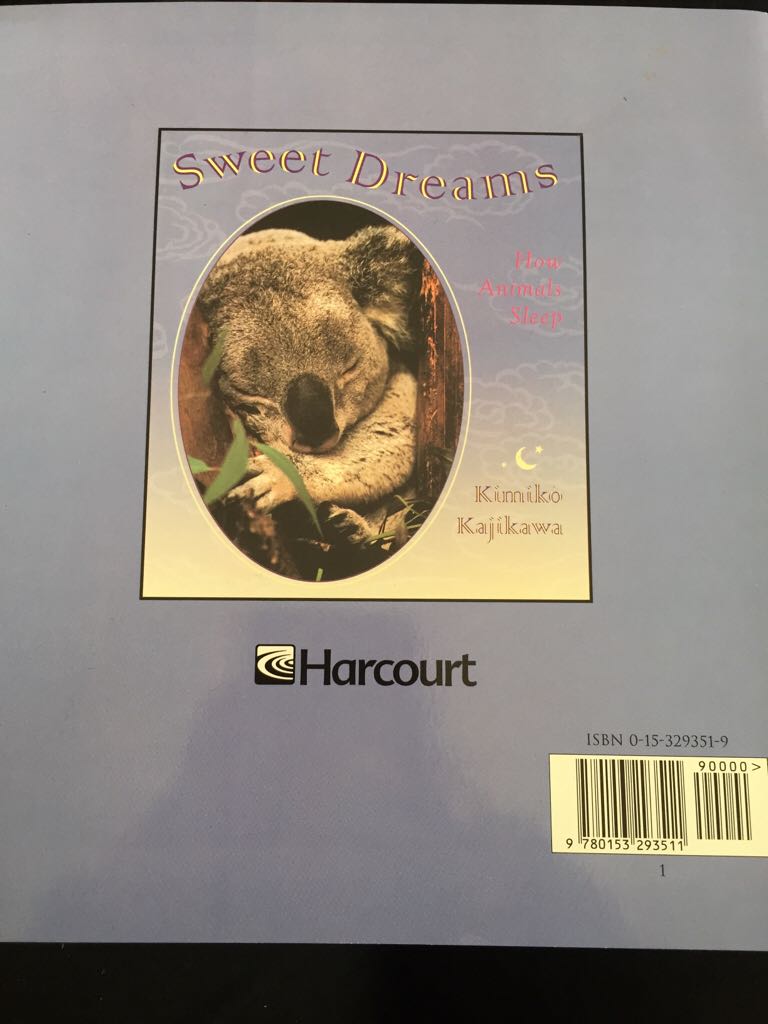 Sweet Dreams
How
Animals
Sleep
Kimiko
Kajikawa
Harcourt
ISBN 0-15-329351-9
90000>
9 780153 293511
1